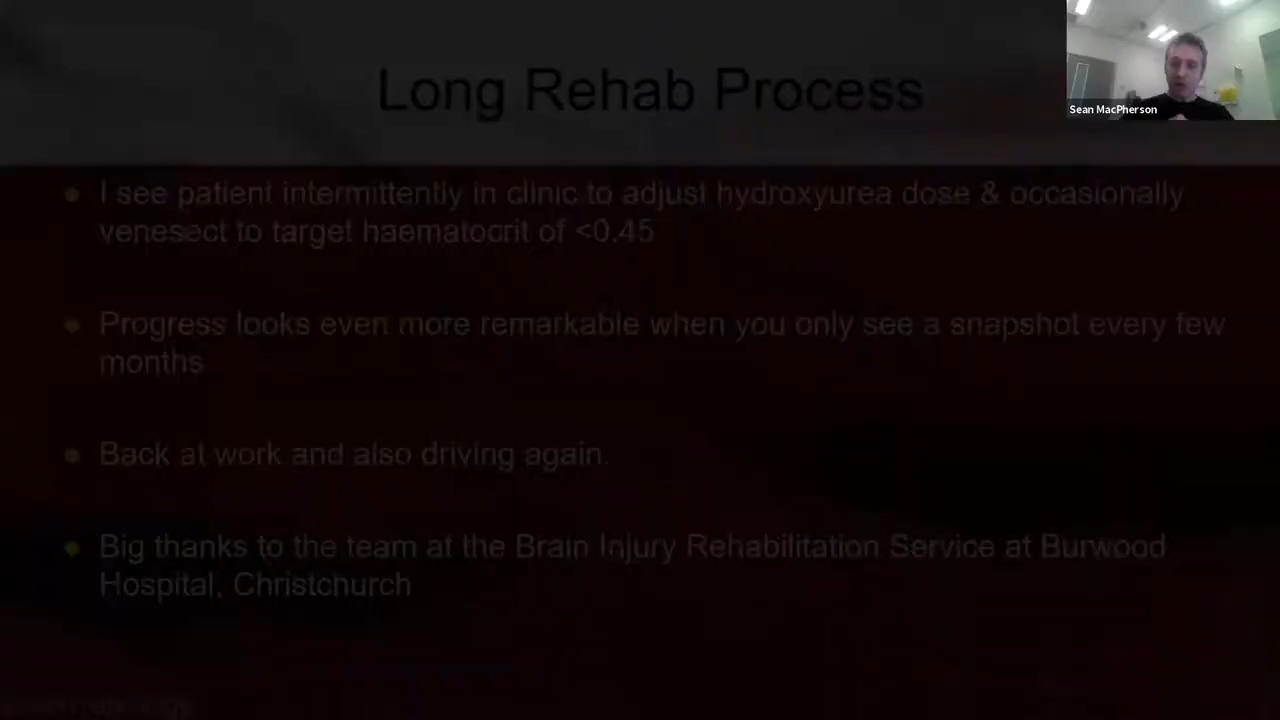 Long Rehab Process
Sean MacPherson
• I see patient intermittently in clinic to adjust hydroxyurea dose & occasionally
venesect to target haematocrit of <0.45
• Progress looks even more remarkable when you only see a snapshot every few
months
• Back at work and also driving again.
• Big thanks to the team at the Brain Injury Rehabilitation Service at Burwood
Hospital, Christchurch